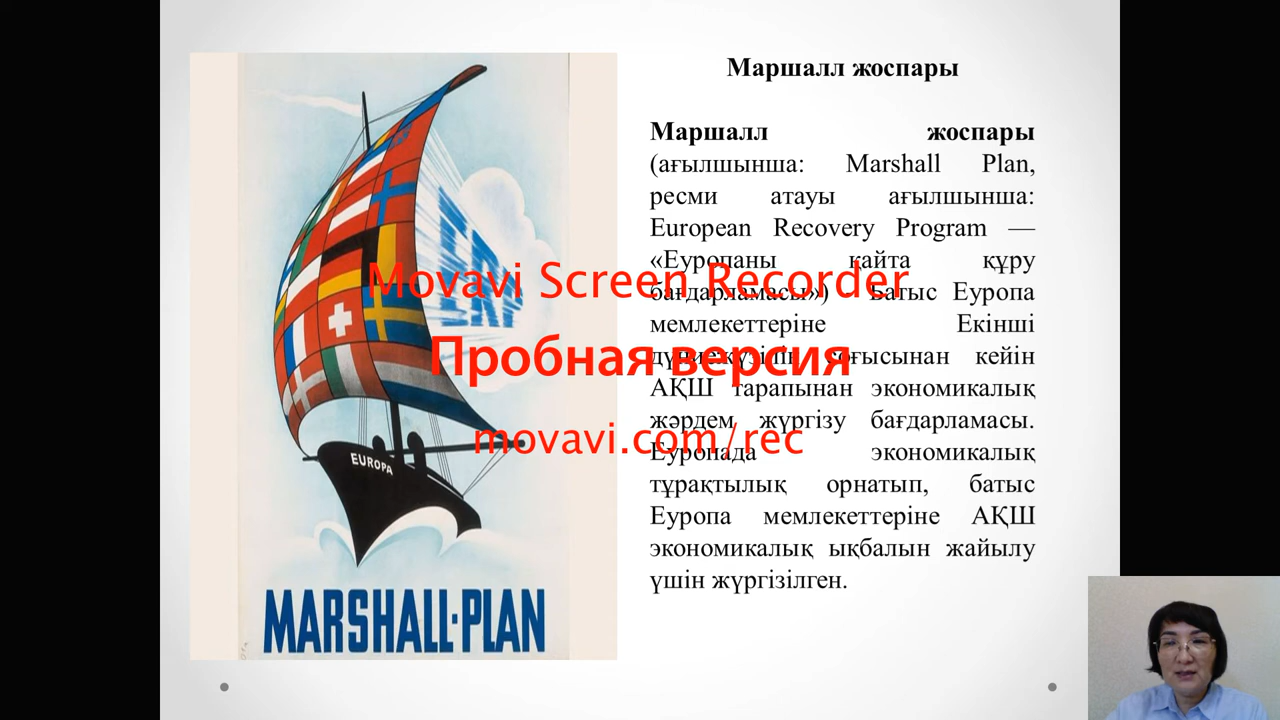 Маршалл жоспары
Маршалл жоспары
(ағылшынша: Marshall Plan,
ресми атауы ағылшынша:
European Recovery Program —
«Еуропаны қайта құру
бағдарламасы») Батыс Еуропа
мемлекеттеріне Екінші
дүниежүзілік соғысынан кейін
АҚШ тарапынан экономикалық
жәрдем жүргізу бағдарламасы.
Еуропада экономикалық
тұрақтылық орнатып, батыс
Еуропа мемлекеттеріне АҚШ
экономикалық ықбалын жайылу
үшін жүргізілген.
Movavi Screen Recorder
Пробная версия
movavi.com/rec
ERP
EUROPA
MARSHALL-PLAN